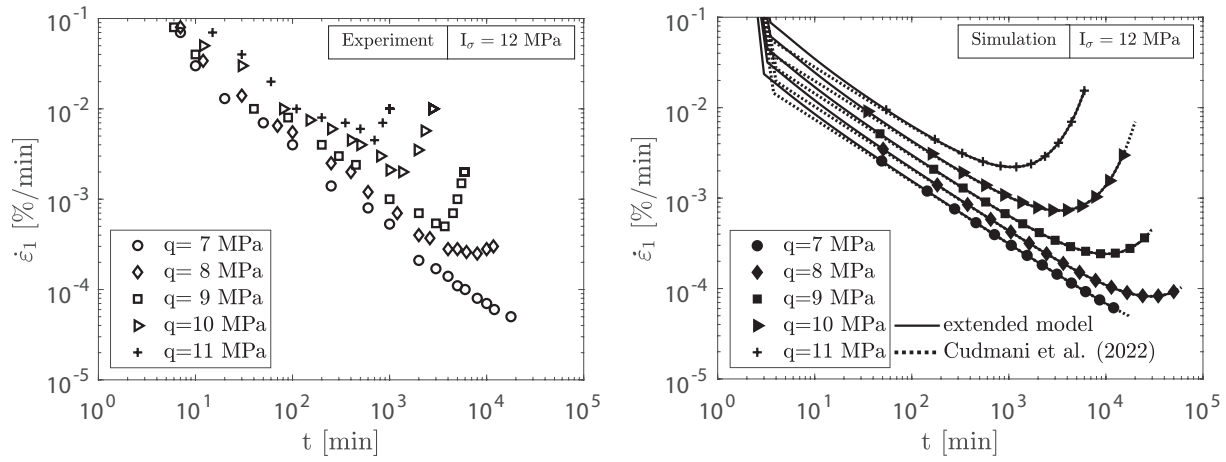 10^-1
10^-2
10^-3
10^-4
10^-5
ε̇₁ [%/min]
Experiment I_σ = 12 MPa
q= 7 MPa
q= 8 MPa
q= 9 MPa
q=10 MPa
q=11 MPa
10^0 10^1 10^2 10^3 10^4 10^5
t [min]
10^-1
10^-2
10^-3
10^-4
10^-5
ε̇₁ [%/min]
Simulation I_σ = 12 MPa
q=7 MPa
q=8 MPa
q=9 MPa
q=10 MPa
q=11 MPa
extended model
Cudmani et al. (2022)
10^0 10^1 10^2 10^3 10^4 10^5
t [min]